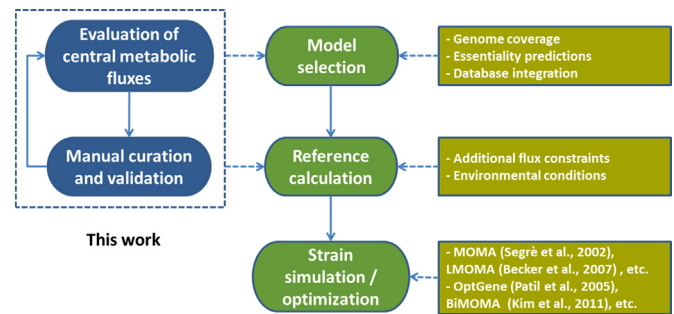 Evaluation of
central metabolic
fluxes
Manual curation
and validation
This work
Model
selection
Reference
calculation
Strain
simulation /
optimization
- Genome coverage
- Essentiality predictions
- Database integration
- Additional flux constraints
- Environmental conditions
- MOMA (Segrè et al., 2002),
LMOMA (Becker et al., 2007) , etc.
- OptGene (Patil et al., 2005),
BiMOMA (Kim et al., 2011), etc.